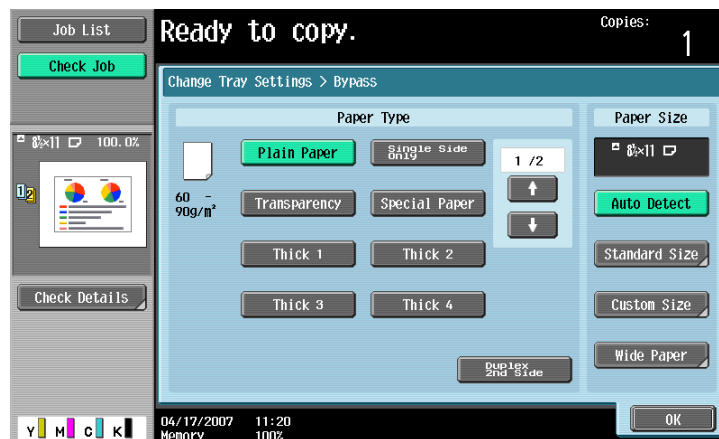 Job List
Check Job
Ready to copy.
Copies:
1
Change Tray Settings > Bypass
8½×11 100.0%
1 2
Check Details
Y M C K
Paper Type
60 -
90g/m²
Plain Paper
Single Side
Only
1 /2
Transparency
Special Paper
Thick 1
Thick 2
Thick 3
Thick 4
Duplex
2nd Side
Paper Size
8½×11
Auto Detect
Standard Size
Custom Size
Wide Paper
04/17/2007 11:20
Memory 100%
OK